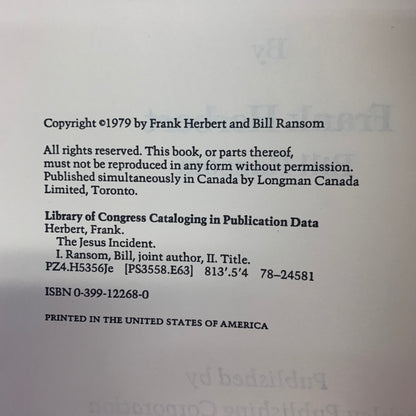 Copyright ©1979 by Frank Herbert and Bill Ransom
All rights reserved. This book, or parts thereof,
must not be reproduced in any form without permission.
Published simultaneously in Canada by Longman Canada
Limited, Toronto.
Library of Congress Cataloging in Publication Data
Herbert, Frank.
The Jesus Incident.
I. Ransom, Bill, joint author, II. Title.
PZ4.H5356Je [PS3558.E63] 813'.5'4 78-24581
ISBN 0-399-12268-0
PRINTED IN THE UNITED STATES OF AMERICA